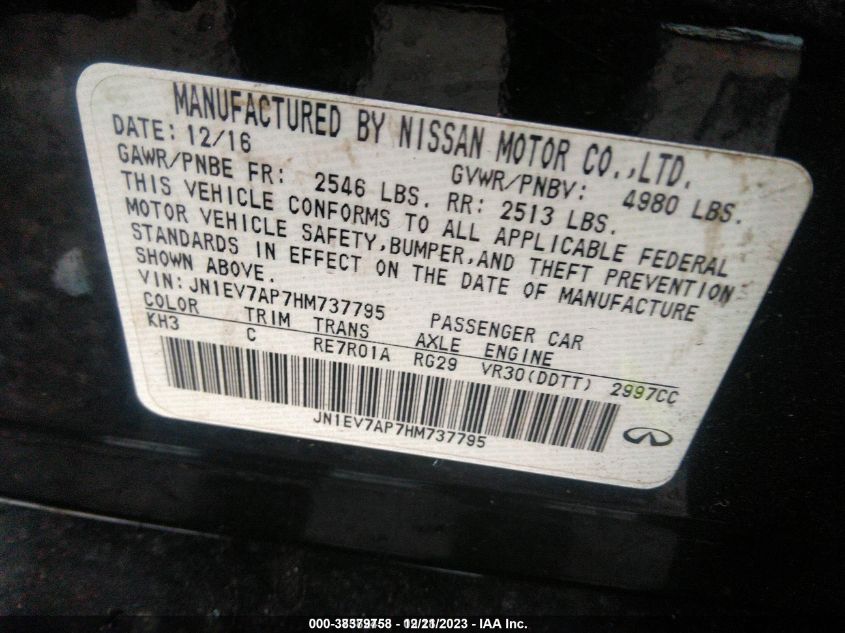 MANUFACTURED BY NISSAN MOTOR CO.,LTD.
DATE: 12/16 GVWR/PNBV: 4980 LBS.
GAWR/PNBE FR: 2546 LBS. RR: 2513 LBS.
THIS VEHICLE CONFORMS TO ALL APPLICABLE FEDERAL
MOTOR VEHICLE SAFETY,BUMPER,AND THEFT PREVENTION
STANDARDS IN EFFECT ON THE DATE OF MANUFACTURE
SHOWN ABOVE.
VIN:JN1EV7AP7HM737795 PASSENGER CAR
COLOR TRIM TRANS AXLE ENGINE
KH3 C RE7R01A RG29 VR30(DDTT) 2997CC
JN1EV7AP7HM737795
- IAA Inc.